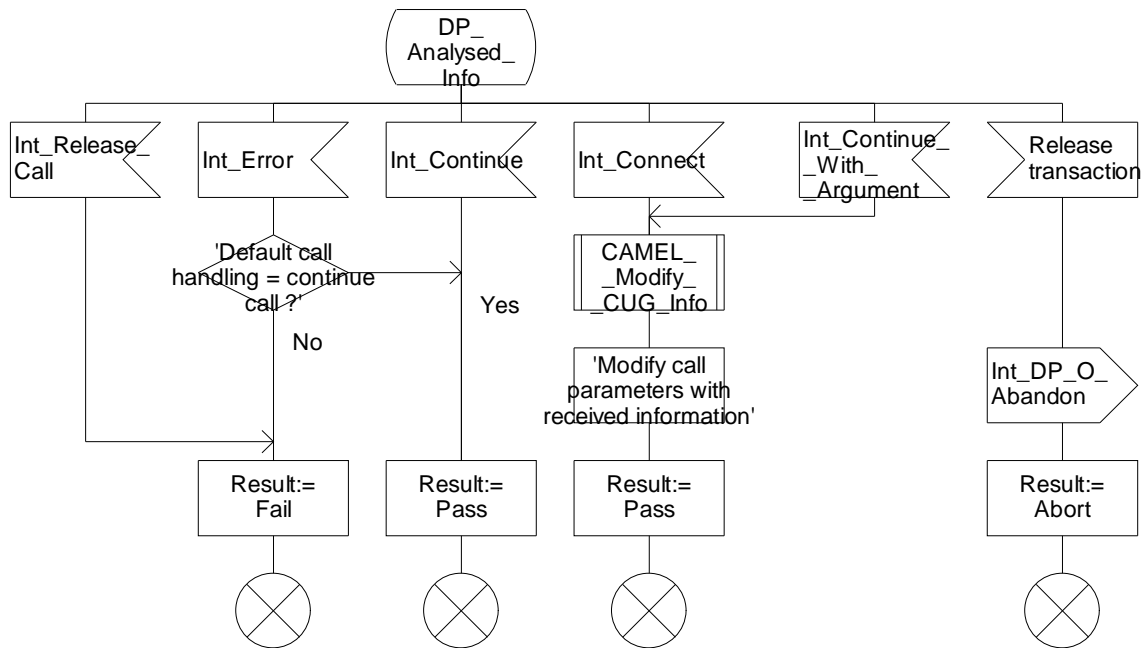 DP_
Analysed_
Info
Int_Release_
Call
Int_Error
Int_Continue
Int_Connect
Int_Continue_
_With_
_Argument
Release
transaction
'Default call
handling = continue
call ?'
Yes
No
CAMEL_
_Modify_
_CUG_Info
'Modify call
parameters with
received information'
Int_DP_O_
Abandon
Result:=
Fail
Result:=
Pass
Result:=
Pass
Result:=
Abort